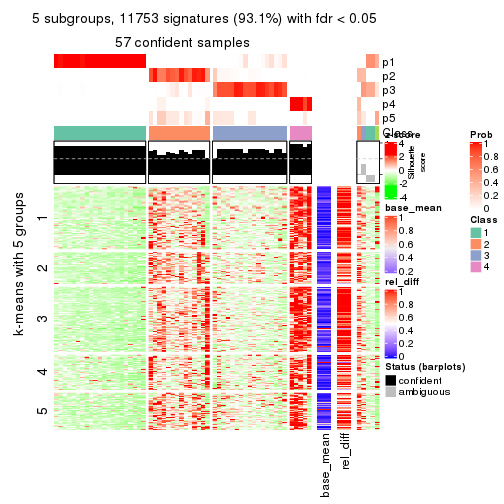 5 subgroups, 11753 signatures (93.1%) with fdr < 0.05
57 confident samples
p1
p2
p3
p4
p5
Class
z-score
4
2
0
-2
-4
Silhouette
score
Prob
1
0.8
0.6
0.4
0.2
0
Class
1
2
3
4
base_mean
1
0.8
0.6
0.4
0.2
rel_diff
1
0.8
0.6
0.4
0.2
0
Status (barplots)
confident
ambiguous
k-means with 5 groups
1
2
3
4
5
base_mean
rel_diff